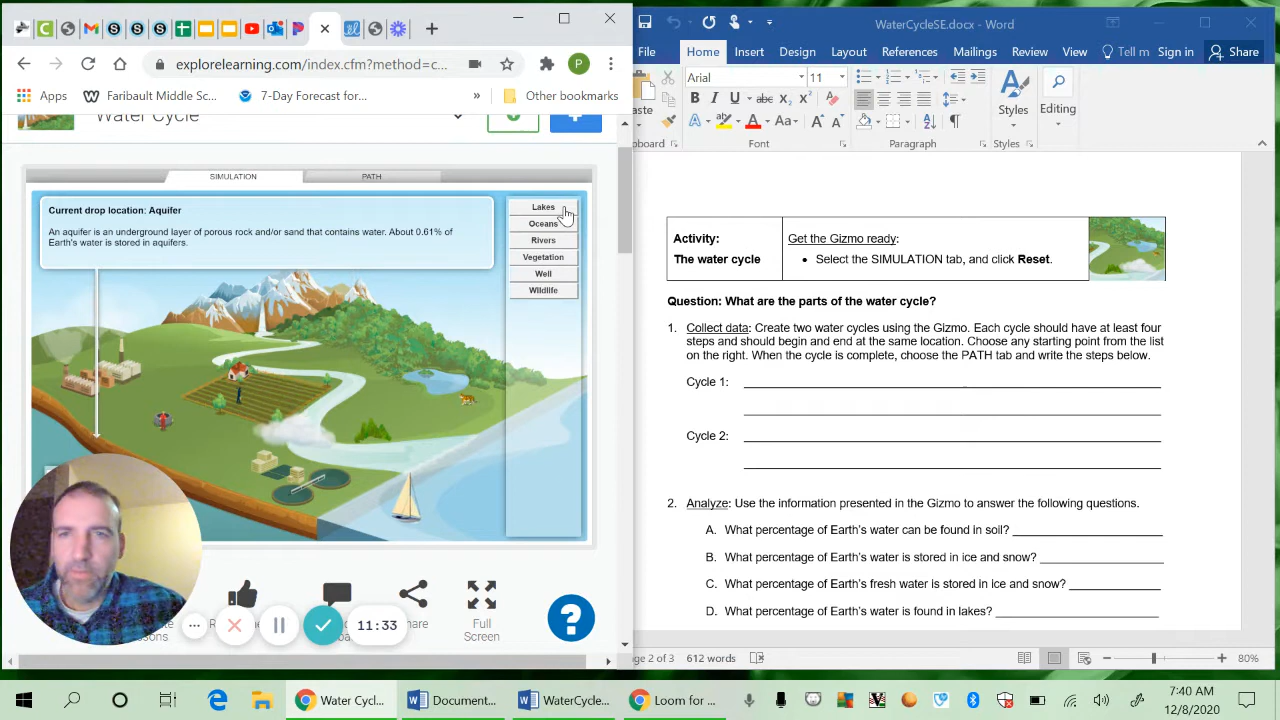 explorelearning.com/index.cfm?method=c...
P
Apps
Faribault Middle Sc
7-Day Forecast for...
»
Other bookmarks
Water Cycle
SIMULATION
PATH
Current drop location: Aquifer
An aquifer is an underground layer of porous rock and/or sand that contains water. About 0.61% of
Earth's water is stored in aquifers.
Lakes
Oceans
Rivers
Vegetation
Well
Wildlife
Full
Screen
11:33
WaterCycleSE.docx - Word
File
Home
Insert
Design
Layout
References
Mailings
Review
View
Tell m
Sign in
Share
Arial
11
Styles
Editing
Font
Paragraph
Styles
Activity:
The water cycle
Get the Gizmo ready:
• Select the SIMULATION tab, and click Reset.
Question: What are the parts of the water cycle?
1. Collect data: Create two water cycles using the Gizmo. Each cycle should have at least four
steps and should begin and end at the same location. Choose any starting point from the list
on the right. When the cycle is complete, choose the PATH tab and write the steps below.
Cycle 1:
Cycle 2:
2. Analyze: Use the information presented in the Gizmo to answer the following questions.
A. What percentage of Earth's water can be found in soil?
B. What percentage of Earth's water is stored in ice and snow?
C. What percentage of Earth's fresh water is stored in ice and snow?
D. What percentage of Earth's water is found in lakes?
age 2 of 3
612 words
80%
Water Cycl...
Document...
WaterCycle...
Loom for ...
7:40 AM
12/8/2020